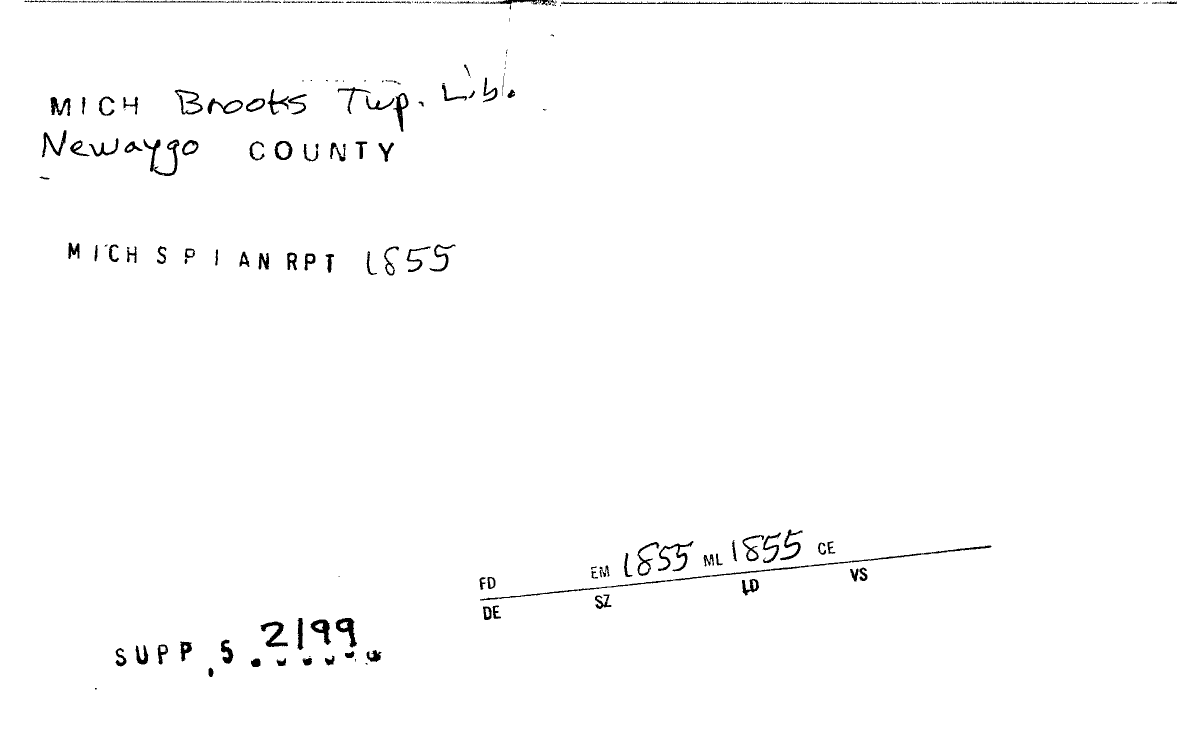 MICH Brooks Twp. Lib.
Newaygo COUNTY
MICH S P I AN RPT 1855
FD EM 1855 ML 1855 CE
DE SZ LD VS
SUPP, 5 2199